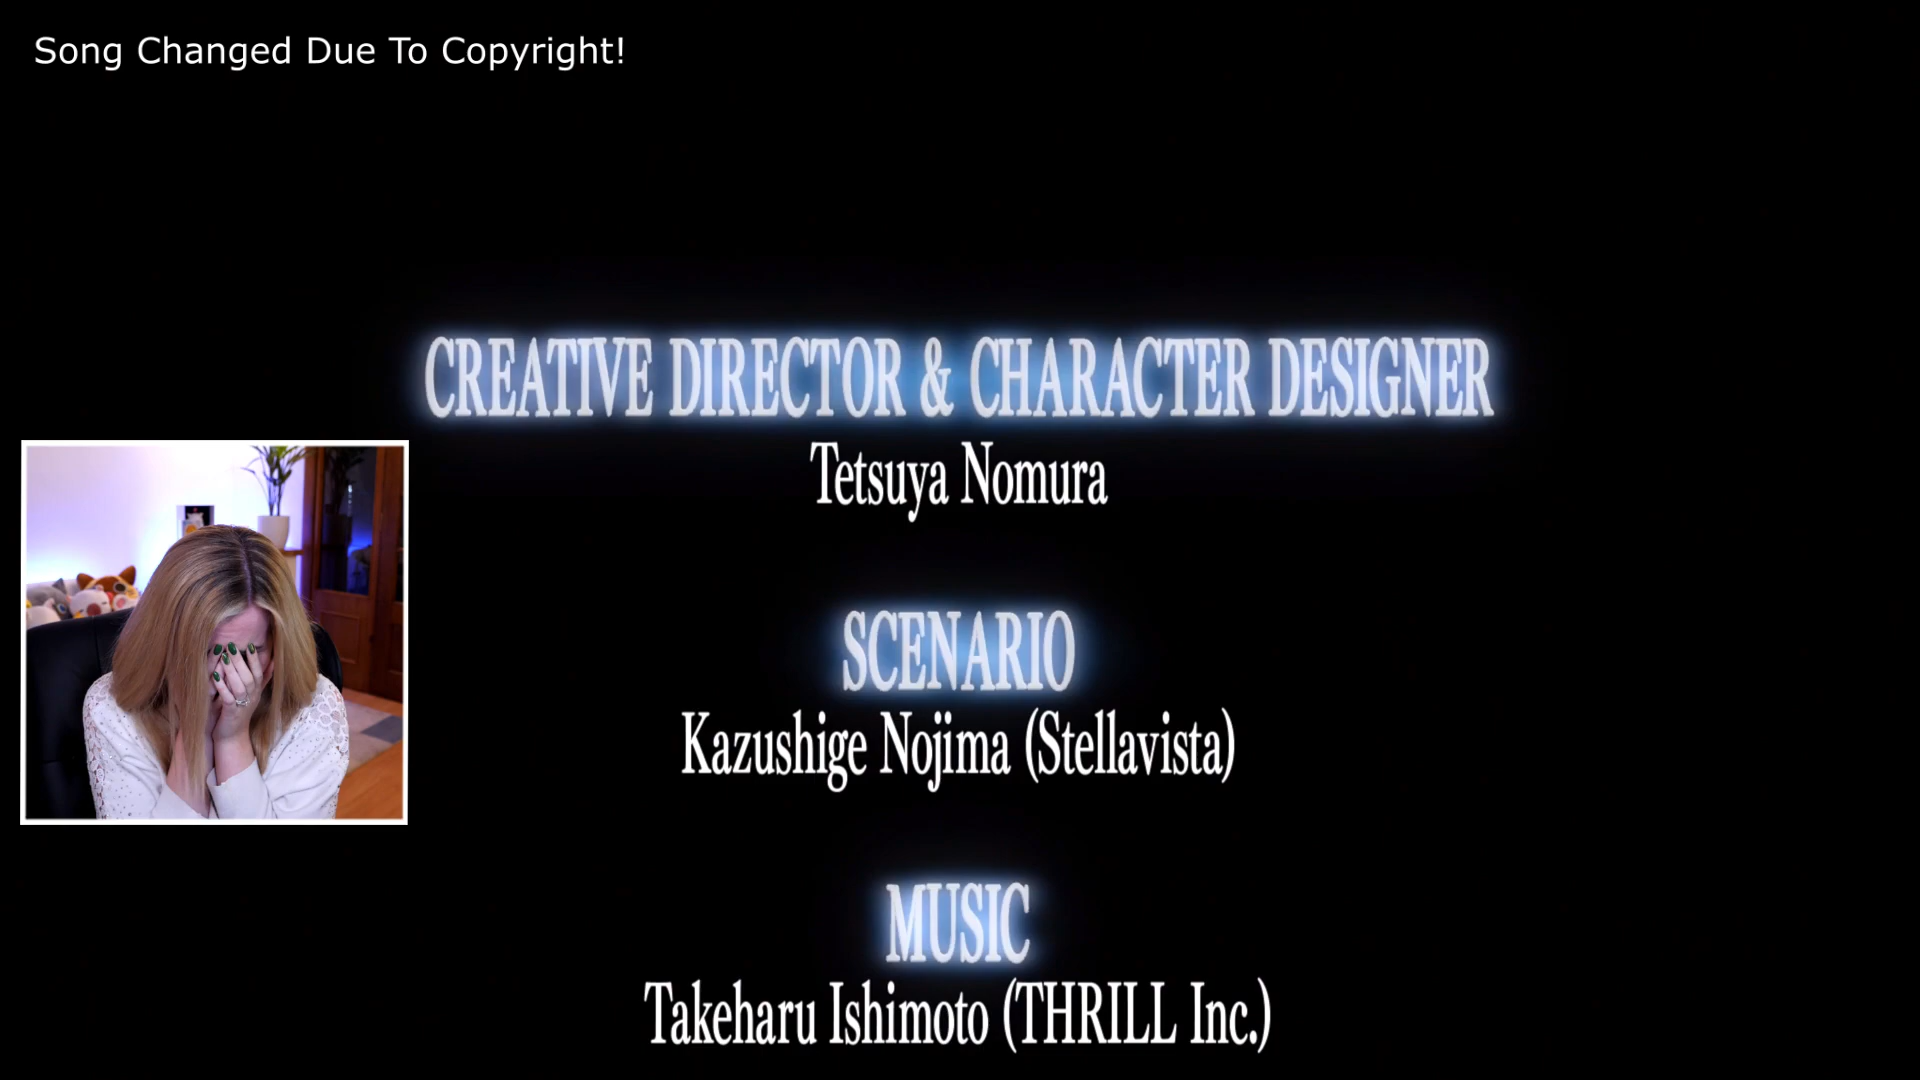 Song Changed Due To Copyright!
CREATIVE DIRECTOR & CHARACTER DESIGNER
Tetsuya Nomura
SCENARIO
Kazushige Nojima (Stellavista)
MUSIC
Takeharu Ishimoto (THRILL Inc.)